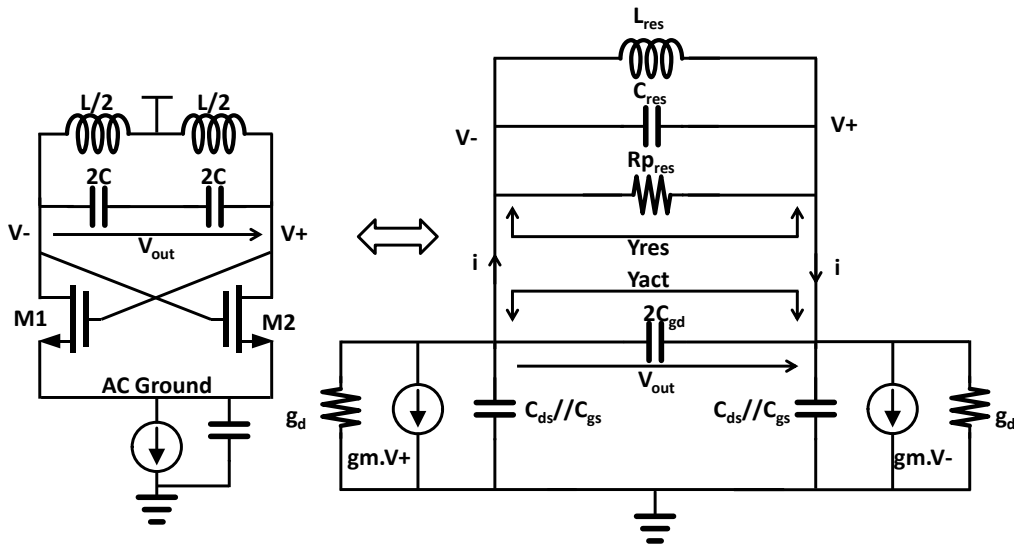 L/2 L/2
2C 2C
V- V+
Vout
M1 M2
AC Ground
Lres
Cres
V- V+
Rpres
Yres
i i
Yact
2Cgd
Vout
gd Cds//Cgs Cds//Cgs gd
gm.V+ gm.V-